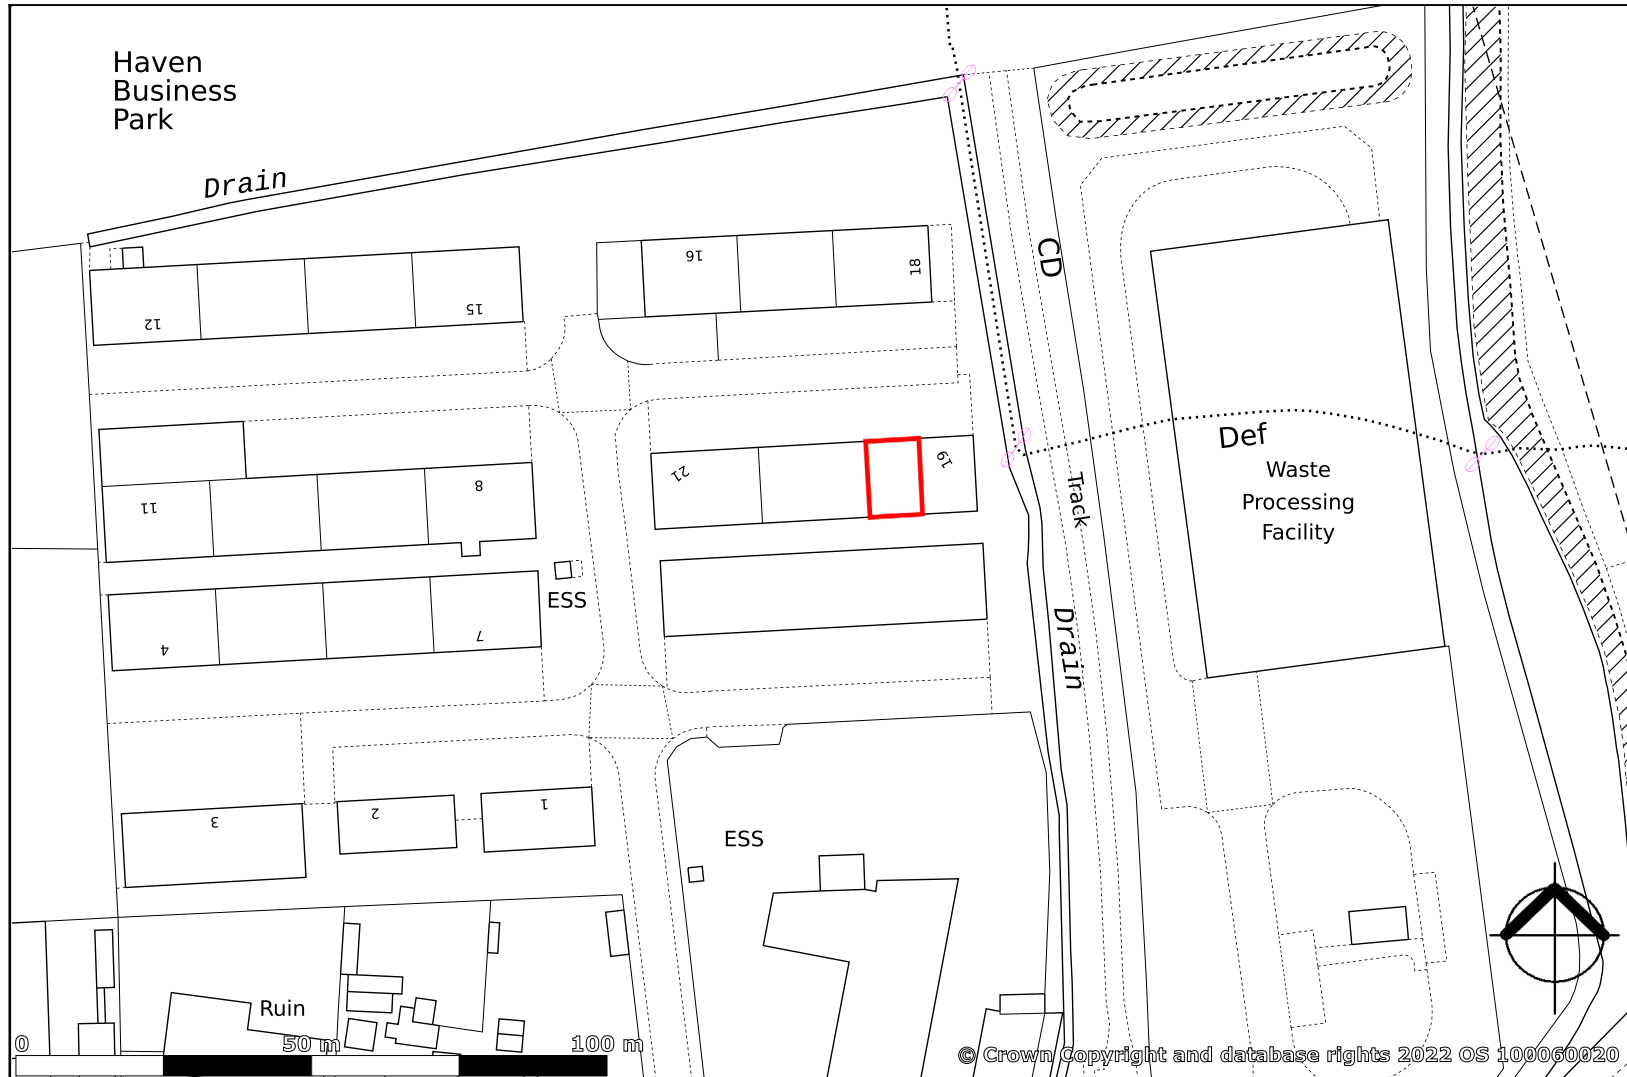 Haven
Business
Park
Drain
12
15
16
18
CD
11
8
21
19
Def
Waste
Processing
Facility
Track
4
7
ESS
Drain
3
2
1
ESS
Ruin
0
50 m
100 m
© Crown Copyright and database rights 2022 OS 100060020